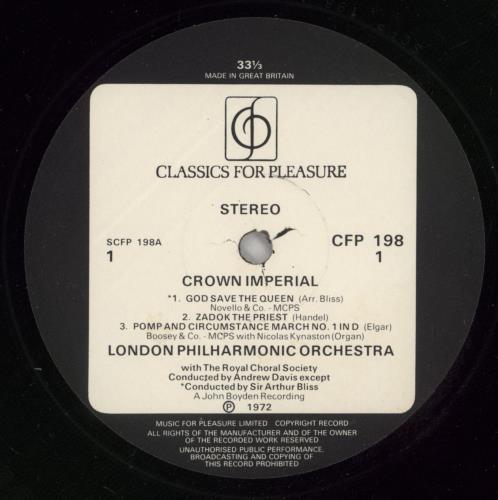 33⅓
MADE IN GREAT BRITAIN
CLASSICS FOR PLEASURE
STEREO
SCFP 198A
1
CFP 198
1
CROWN IMPERIAL
*1. GOD SAVE THE QUEEN (Arr. Bliss)
Novello & Co. - MCPS
2. ZADOK THE PRIEST (Handel)
3. POMP AND CIRCUMSTANCE MARCH NO. 1 IN D (Elgar)
Boosey & Co. - MCPS with Nicolas Kynaston (Organ)
LONDON PHILHARMONIC ORCHESTRA
with The Royal Choral Society
Conducted by Andrew Davis except
*Conducted by Sir Arthur Bliss
A John Boyden Recording
Ⓟ 1972
MUSIC FOR PLEASURE LIMITED COPYRIGHT RECORD
ALL RIGHTS OF THE MANUFACTURER AND OF THE OWNER
OF THE RECORDED WORK RESERVED
UNAUTHORISED PUBLIC PERFORMANCE,
BROADCASTING AND COPYING OF
THIS RECORD PROHIBITED